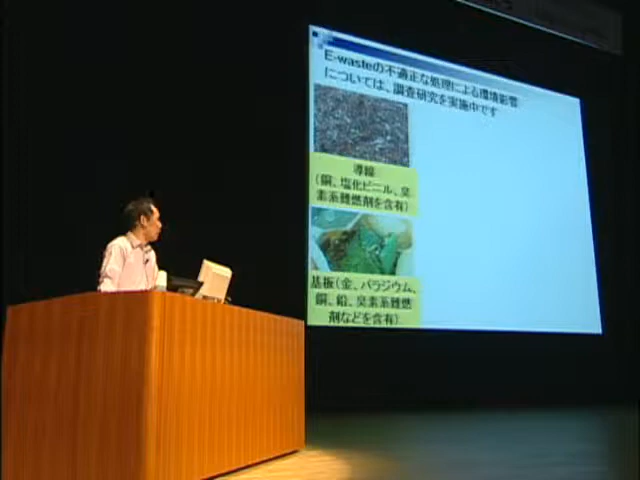 E-wasteの不適正な処理による環境影響
については、調査研究を実施中です
導線
(銅、塩化ビニル、臭
素系難燃剤を含有)
基板(金、パラジウム、
銅、鉛、臭素系難燃
剤などを含有)